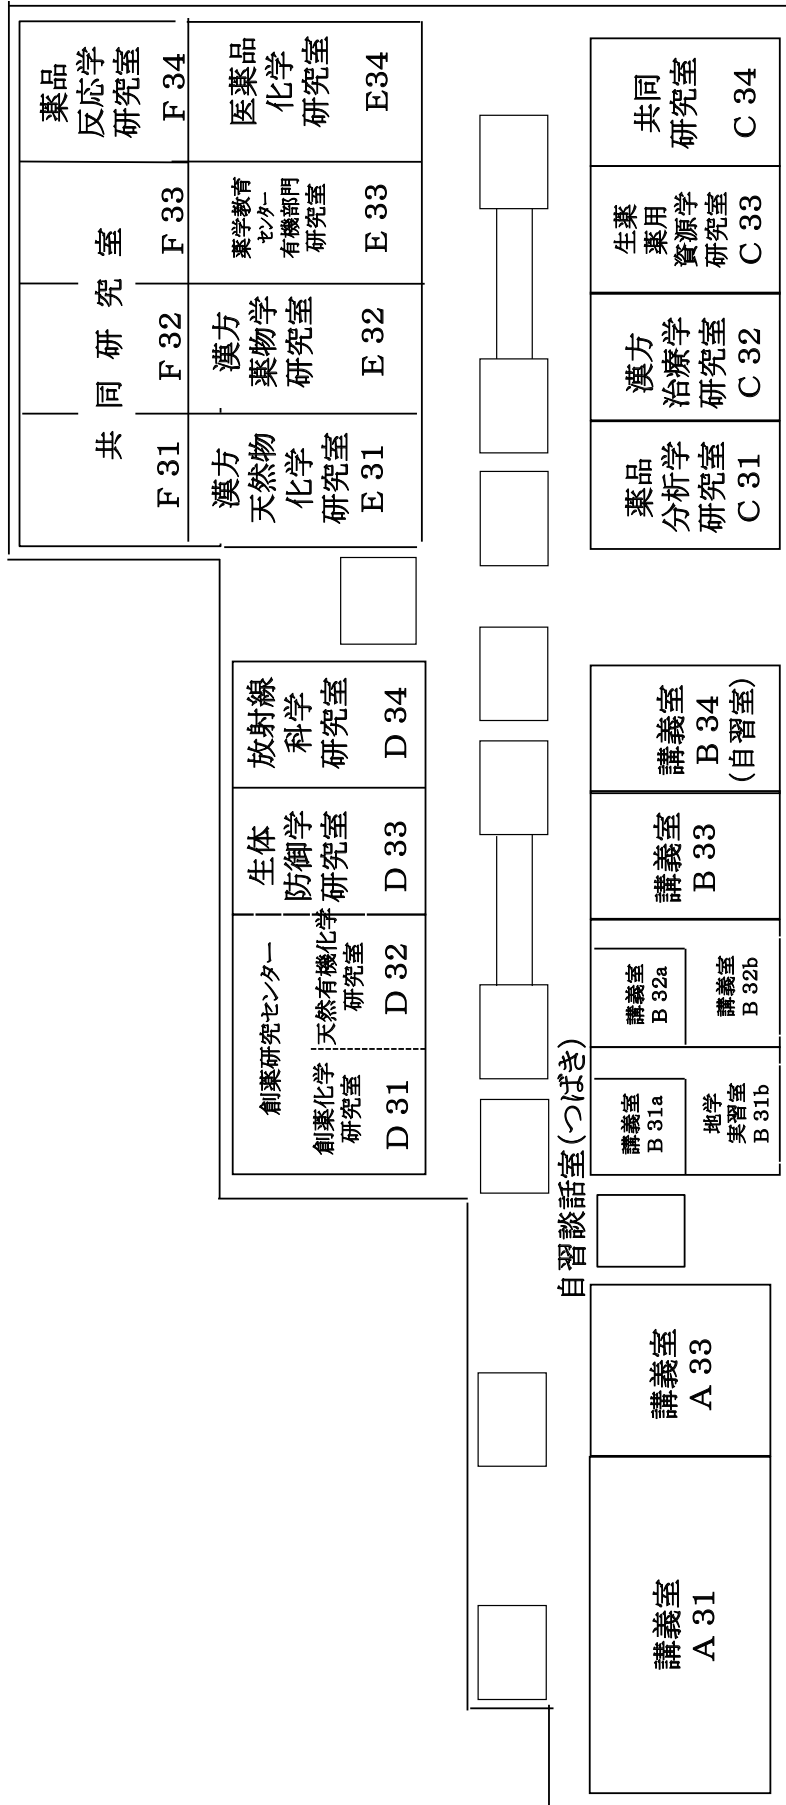 薬品
反応学
研究室
F 34
共同研究室
F 33
F 32
F 31
医薬品
化学
研究室
E34
薬学教育
センター
有機部門
研究室
E 33
漢方
薬物学
研究室
E 32
漢方
天然物
化学
研究室
E 31
共同
研究室
C 34
生薬
薬用
資源学
研究室
C 33
漢方
治療学
研究室
C 32
薬品
分析学
研究室
C 31
放射線
科学
研究室
D 34
生体
防御学
研究室
D 33
創薬研究センター
天然有機化学
研究室
D 32
創薬化学
研究室
D 31
講義室
B 34
(自習室)
講義室
B 33
講義室
B 32a
講義室
B 32b
講義室
B 31a
地学
実習室
B 31b
自習談話室(つばき)
講義室
A 33
講義室
A 31